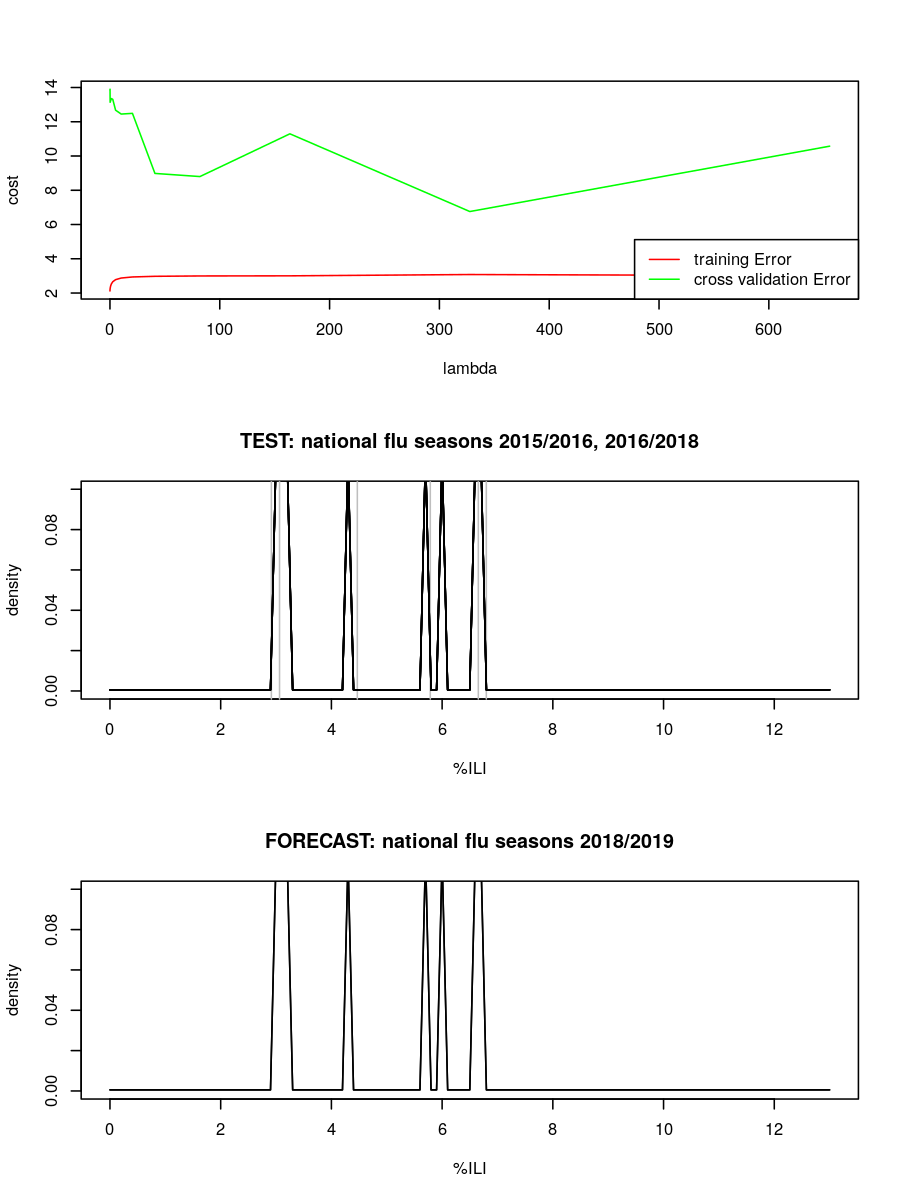 14
12
10
8
6
4
2
cost
training Error
cross validation Error
0 100 200 300 400 500 600
lambda
TEST: national flu seasons 2015/2016, 2016/2018
0.08
0.04
0.00
density
0 2 4 6 8 10 12
%ILI
FORECAST: national flu seasons 2018/2019
0.08
0.04
0.00
density
0 2 4 6 8 10 12
%ILI